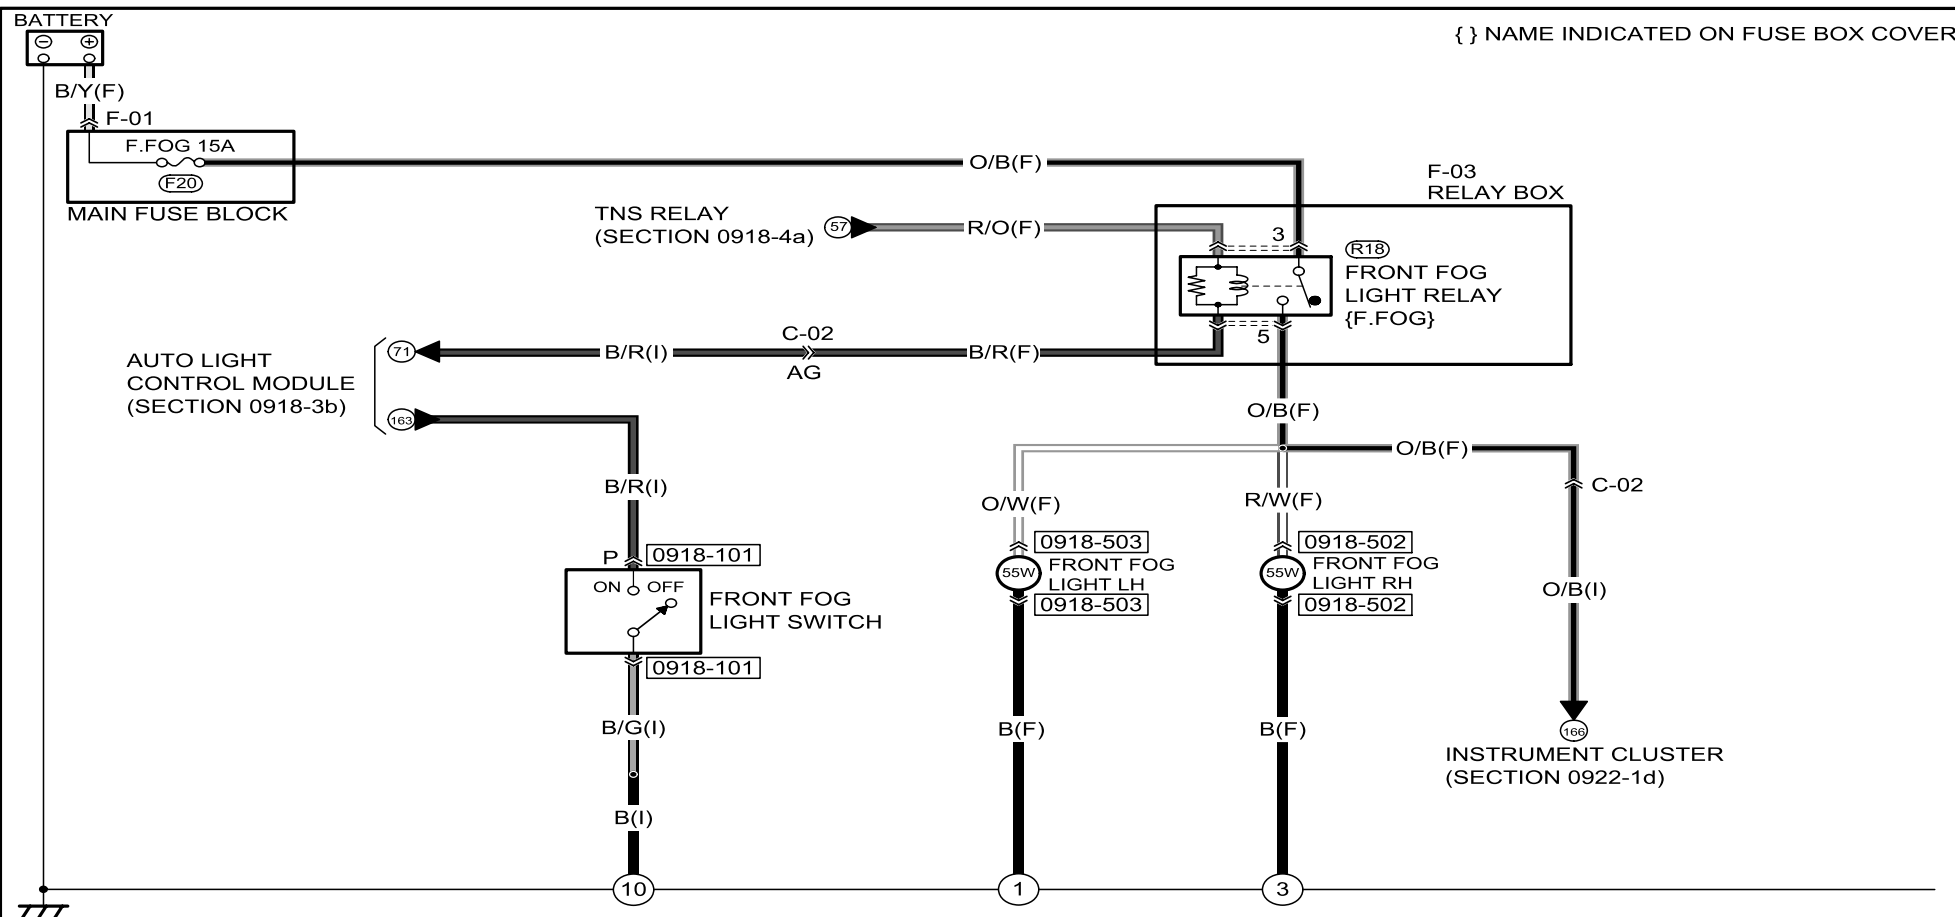 BATTERY
{ } NAME INDICATED ON FUSE BOX COVER
− +
B/Y(F)
F-01
F.FOG 15A
F20
MAIN FUSE BLOCK
O/B(F)
F-03
RELAY BOX
TNS RELAY
(SECTION 0918-4a)
57
R/O(F)
3
R18
FRONT FOG
LIGHT RELAY
{F.FOG}
5
AUTO LIGHT
CONTROL MODULE
(SECTION 0918-3b)
71
B/R(I)
C-02
AG
B/R(F)
163
B/R(I)
O/B(F)
O/B(F)
C-02
O/W(F)
R/W(F)
P
0918-101
ON OFF
FRONT FOG
LIGHT SWITCH
0918-101
0918-503
55W
FRONT FOG
LIGHT LH
0918-503
0918-502
55W
FRONT FOG
LIGHT RH
0918-502
O/B(I)
B/G(I)
B(F)
B(F)
166
INSTRUMENT CLUSTER
(SECTION 0922-1d)
B(I)
10
1
3